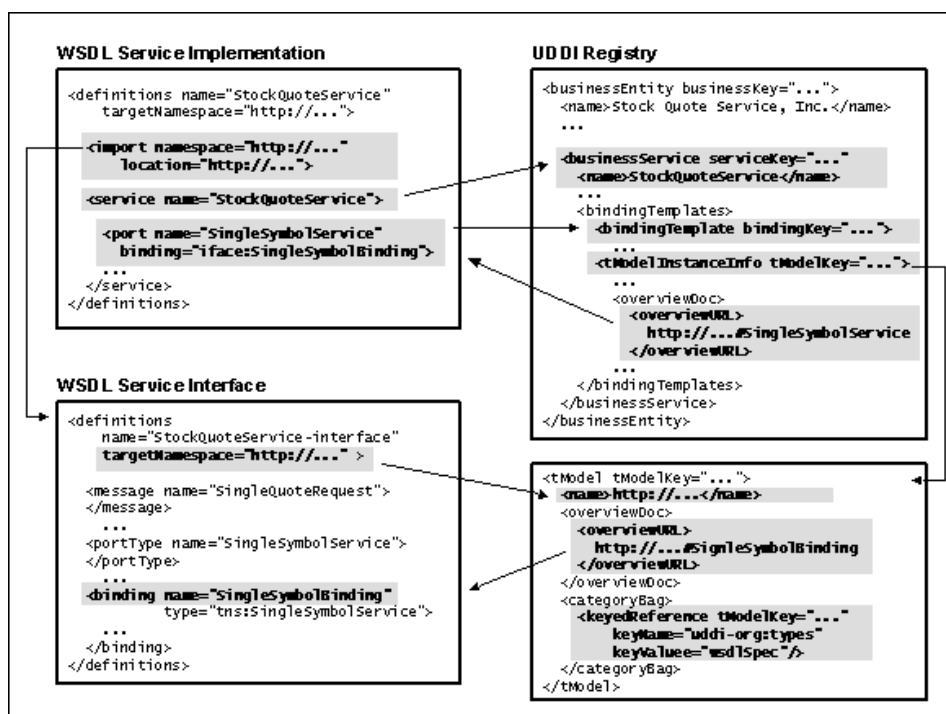 WSDL Service Implementation
<definitions name="StockQuoteService"
targetNamespace="http://...">
<import namespace="http://..."
location="http://...">
<service name="StockQuoteService">
<port name="SingleSymbolService"
binding="iface:SingleSymbolBinding">
...
</service>
</definitions>
WSDL Service Interface
<definitions
name="StockQuoteService-interface"
targetNamespace="http://..." >
<message name="SingleQuoteRequest">
</message>
...
<portType name="SingleSymbolService">
</portType>
...
<binding name="SingleSymbolBinding"
type="tns:SingleSymbolService">
...
</binding>
</definitions>
UDDI Registry
<businessEntity businessKey="...">
<name>Stock Quote Service, Inc.</name>
...
<businessService serviceKey="..."
<name>StockQuoteService</name>
...
<bindingTemplates>
<bindingTemplate bindingKey="...">
...
<tModelInstanceInfo tModelKey="...">
...
<overviewDoc>
<overviewURL>
http://...#SingleSymbolService
</overviewURL>
...
</bindingTemplates>
</businessService>
</businessEntity>
<tModel tModelKey="...">
<name>http://...</name>
<overviewDoc>
<overviewURL>
http://...#SignleSymbolBinding
</overviewURL>
</overviewDoc>
<categoryBag>
<keyedReference tModelKey="..."
keyName="uddi-org:types"
keyValuee="wsdlSpec"/>
</categoryBag>
</tModel>